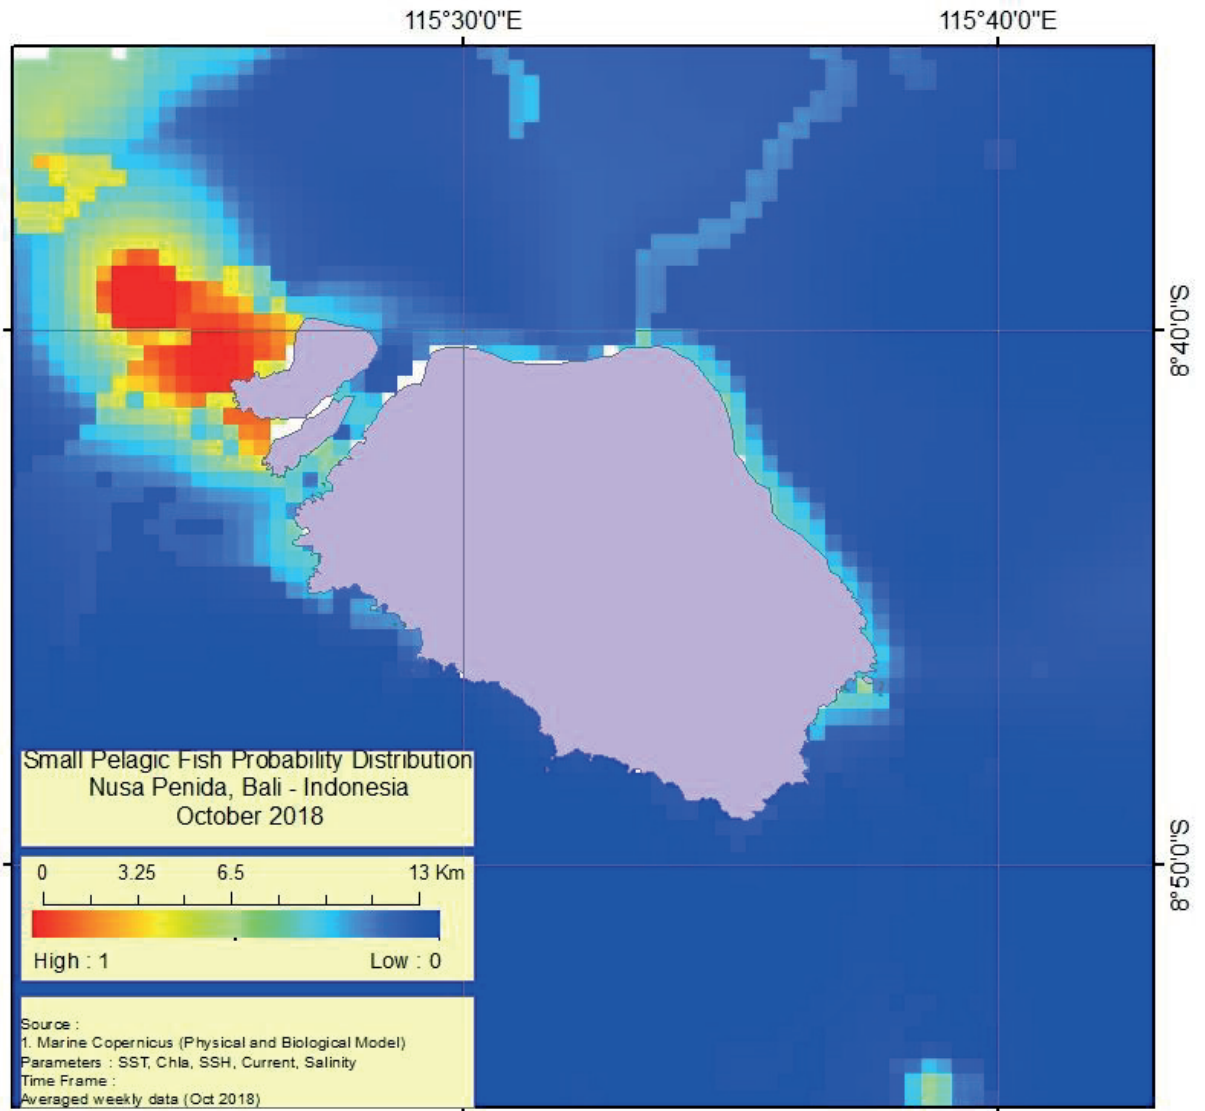 115°30'0"E
115°40'0"E
8°40'0"S
8°50'0"S
Small Pelagic Fish Probability Distribution
Nusa Penida, Bali - Indonesia
October 2018
0 3.25 6.5 13 Km
High : 1 Low : 0
Source :
1. Marine Copernicus (Physical and Biological Model)
Parameters : SST, Chla, SSH, Current, Salinity
Time Frame :
Averaged weekly data (Oct 2018)